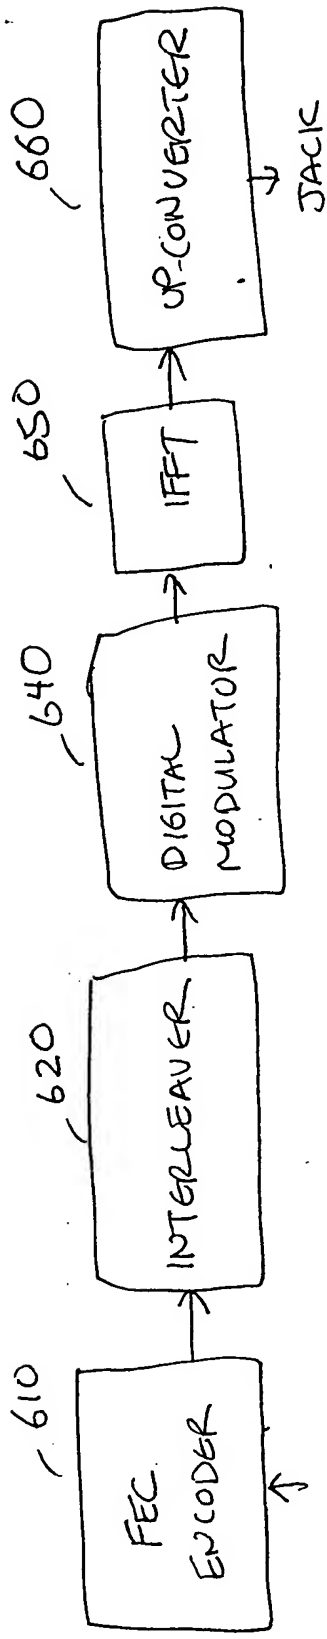 610
FEC
ENCODER
620
INTERLEAVER
640
DIGITAL
MODULATOR
650
IFFT
660
UP-CONVERTER
JACK